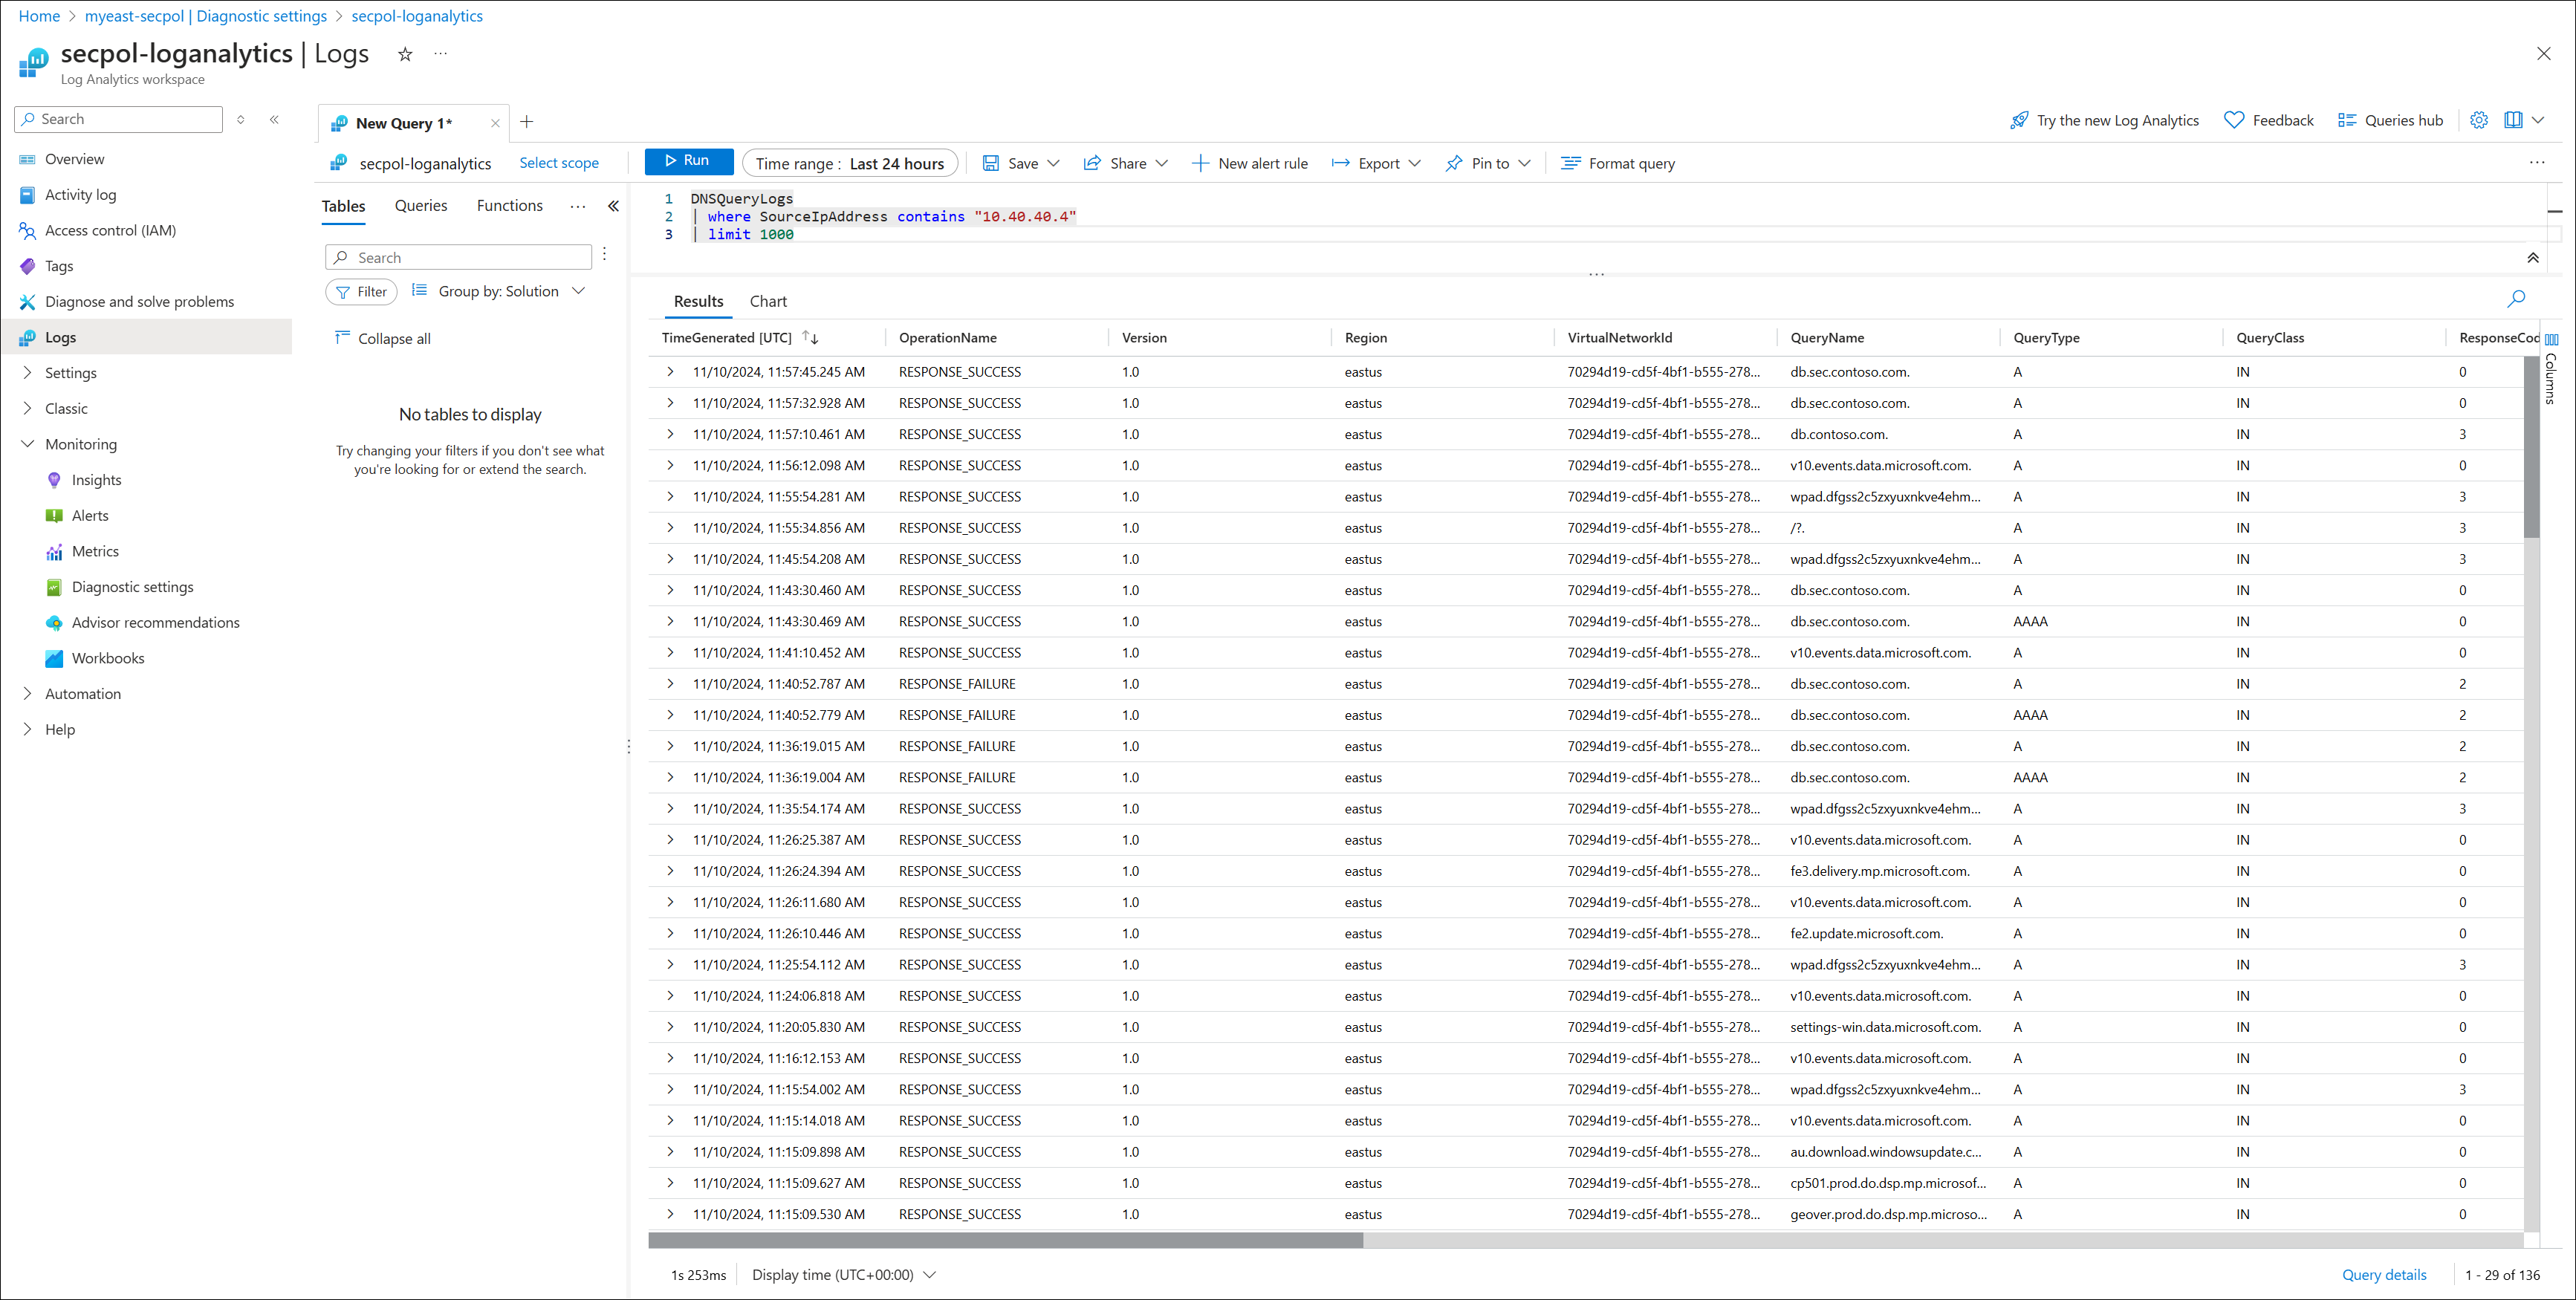 Home > myeast-secpol | Diagnostic settings > secpol-loganalytics
secpol-loganalytics | Logs
Log Analytics workspace
Search
Overview
Activity log
Access control (IAM)
Tags
Diagnose and solve problems
Logs
Settings
Classic
Monitoring
Insights
Alerts
Metrics
Diagnostic settings
Advisor recommendations
Workbooks
Automation
Help
New Query 1*
Try the new Log Analytics Feedback Queries hub
secpol-loganalytics Select scope Run Time range : Last 24 hours Save Share New alert rule Export Pin to Format query
Tables Queries Functions
Search
Filter Group by: Solution
Collapse all
No tables to display
Try changing your filters if you don't see what
you're looking for or extend the search.
1 DNSQueryLogs
2 | where SourceIpAddress contains "10.40.40.4"
3 | limit 1000
Results Chart
TimeGenerated [UTC] OperationName Version Region VirtualNetworkId QueryName QueryType QueryClass ResponseCod
Columns
11/10/2024, 11:57:45.245 AM RESPONSE_SUCCESS 1.0 eastus 70294d19-cd5f-4bf1-b555-278... db.sec.contoso.com. A IN 0
11/10/2024, 11:57:32.928 AM RESPONSE_SUCCESS 1.0 eastus 70294d19-cd5f-4bf1-b555-278... db.sec.contoso.com. A IN 0
11/10/2024, 11:57:10.461 AM RESPONSE_SUCCESS 1.0 eastus 70294d19-cd5f-4bf1-b555-278... db.contoso.com. A IN 3
11/10/2024, 11:56:12.098 AM RESPONSE_SUCCESS 1.0 eastus 70294d19-cd5f-4bf1-b555-278... v10.events.data.microsoft.com. A IN 0
11/10/2024, 11:55:54.281 AM RESPONSE_SUCCESS 1.0 eastus 70294d19-cd5f-4bf1-b555-278... wpad.dfgss2c5zxyuxnkve4ehm... A IN 3
11/10/2024, 11:55:34.856 AM RESPONSE_SUCCESS 1.0 eastus 70294d19-cd5f-4bf1-b555-278... /?. A IN 3
11/10/2024, 11:45:54.208 AM RESPONSE_SUCCESS 1.0 eastus 70294d19-cd5f-4bf1-b555-278... wpad.dfgss2c5zxyuxnkve4ehm... A IN 3
11/10/2024, 11:43:30.460 AM RESPONSE_SUCCESS 1.0 eastus 70294d19-cd5f-4bf1-b555-278... db.sec.contoso.com. A IN 0
11/10/2024, 11:43:30.469 AM RESPONSE_SUCCESS 1.0 eastus 70294d19-cd5f-4bf1-b555-278... db.sec.contoso.com. AAAA IN 0
11/10/2024, 11:41:10.452 AM RESPONSE_SUCCESS 1.0 eastus 70294d19-cd5f-4bf1-b555-278... v10.events.data.microsoft.com. A IN 0
11/10/2024, 11:40:52.787 AM RESPONSE_FAILURE 1.0 eastus 70294d19-cd5f-4bf1-b555-278... db.sec.contoso.com. A IN 2
11/10/2024, 11:40:52.779 AM RESPONSE_FAILURE 1.0 eastus 70294d19-cd5f-4bf1-b555-278... db.sec.contoso.com. AAAA IN 2
11/10/2024, 11:36:19.015 AM RESPONSE_FAILURE 1.0 eastus 70294d19-cd5f-4bf1-b555-278... db.sec.contoso.com. A IN 2
11/10/2024, 11:36:19.004 AM RESPONSE_FAILURE 1.0 eastus 70294d19-cd5f-4bf1-b555-278... db.sec.contoso.com. AAAA IN 2
11/10/2024, 11:35:54.174 AM RESPONSE_SUCCESS 1.0 eastus 70294d19-cd5f-4bf1-b555-278... wpad.dfgss2c5zxyuxnkve4ehm... A IN 3
11/10/2024, 11:26:25.387 AM RESPONSE_SUCCESS 1.0 eastus 70294d19-cd5f-4bf1-b555-278... v10.events.data.microsoft.com. A IN 0
11/10/2024, 11:26:24.394 AM RESPONSE_SUCCESS 1.0 eastus 70294d19-cd5f-4bf1-b555-278... fe3.delivery.mp.microsoft.com. A IN 0
11/10/2024, 11:26:11.680 AM RESPONSE_SUCCESS 1.0 eastus 70294d19-cd5f-4bf1-b555-278... v10.events.data.microsoft.com. A IN 0
11/10/2024, 11:26:10.446 AM RESPONSE_SUCCESS 1.0 eastus 70294d19-cd5f-4bf1-b555-278... fe2.update.microsoft.com. A IN 0
11/10/2024, 11:25:54.112 AM RESPONSE_SUCCESS 1.0 eastus 70294d19-cd5f-4bf1-b555-278... wpad.dfgss2c5zxyuxnkve4ehm... A IN 3
11/10/2024, 11:24:06.818 AM RESPONSE_SUCCESS 1.0 eastus 70294d19-cd5f-4bf1-b555-278... v10.events.data.microsoft.com. A IN 0
11/10/2024, 11:20:05.830 AM RESPONSE_SUCCESS 1.0 eastus 70294d19-cd5f-4bf1-b555-278... settings-win.data.microsoft.com. A IN 0
11/10/2024, 11:16:12.153 AM RESPONSE_SUCCESS 1.0 eastus 70294d19-cd5f-4bf1-b555-278... v10.events.data.microsoft.com. A IN 0
11/10/2024, 11:15:54.002 AM RESPONSE_SUCCESS 1.0 eastus 70294d19-cd5f-4bf1-b555-278... wpad.dfgss2c5zxyuxnkve4ehm... A IN 3
11/10/2024, 11:15:14.018 AM RESPONSE_SUCCESS 1.0 eastus 70294d19-cd5f-4bf1-b555-278... v10.events.data.microsoft.com. A IN 0
11/10/2024, 11:15:09.898 AM RESPONSE_SUCCESS 1.0 eastus 70294d19-cd5f-4bf1-b555-278... au.download.windowsupdate.c... A IN 0
11/10/2024, 11:15:09.627 AM RESPONSE_SUCCESS 1.0 eastus 70294d19-cd5f-4bf1-b555-278... cp501.prod.do.dsp.mp.microsof... A IN 0
11/10/2024, 11:15:09.530 AM RESPONSE_SUCCESS 1.0 eastus 70294d19-cd5f-4bf1-b555-278... geover.prod.do.dsp.mp.microso... A IN 0
1s 253ms Display time (UTC+00:00) Query details 1 - 29 of 136